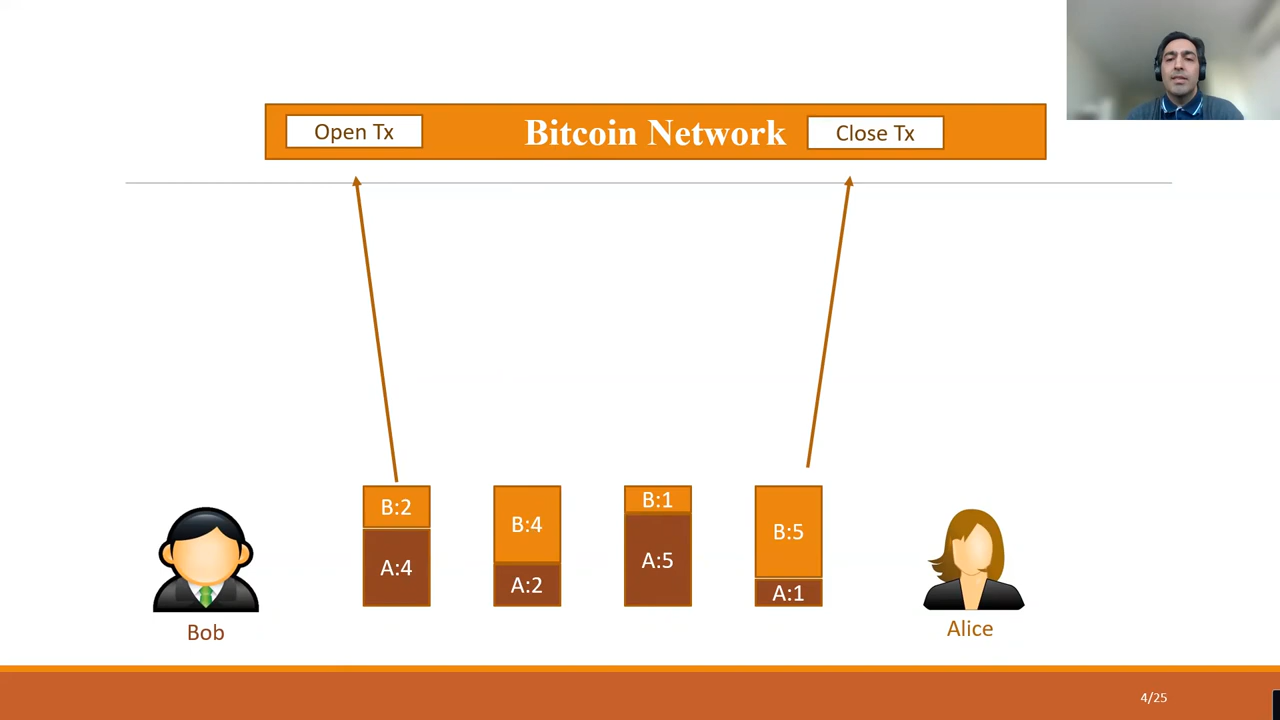 Open Tx
Bitcoin Network
Close Tx
B:2
A:4
B:4
A:2
B:1
A:5
B:5
A:1
Bob
Alice
4/25